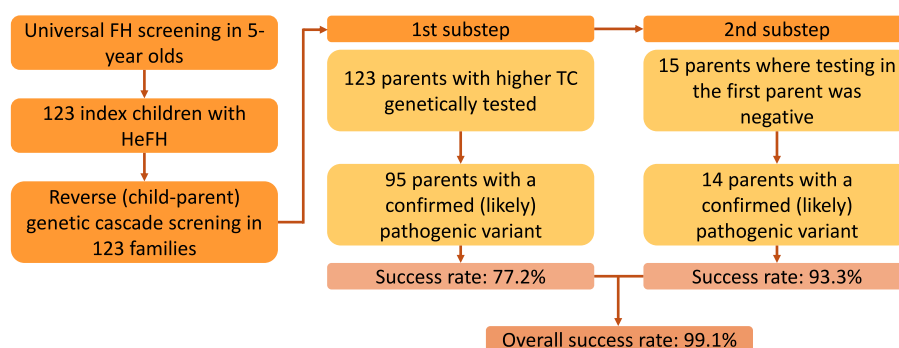 Universal FH screening in 5-
year olds
123 index children with
HeFH
Reverse (child-parent)
genetic cascade screning in
123 families
1st substep
123 parents with higher TC
genetically tested
95 parents with a
confirmed (likely)
pathogenic variant
Success rate: 77.2%
2nd substep
15 parents where testing in
the first parent was
negative
14 parents with a
confirmed (likely)
pathogenic variant
Success rate: 93.3%
Overall success rate: 99.1%